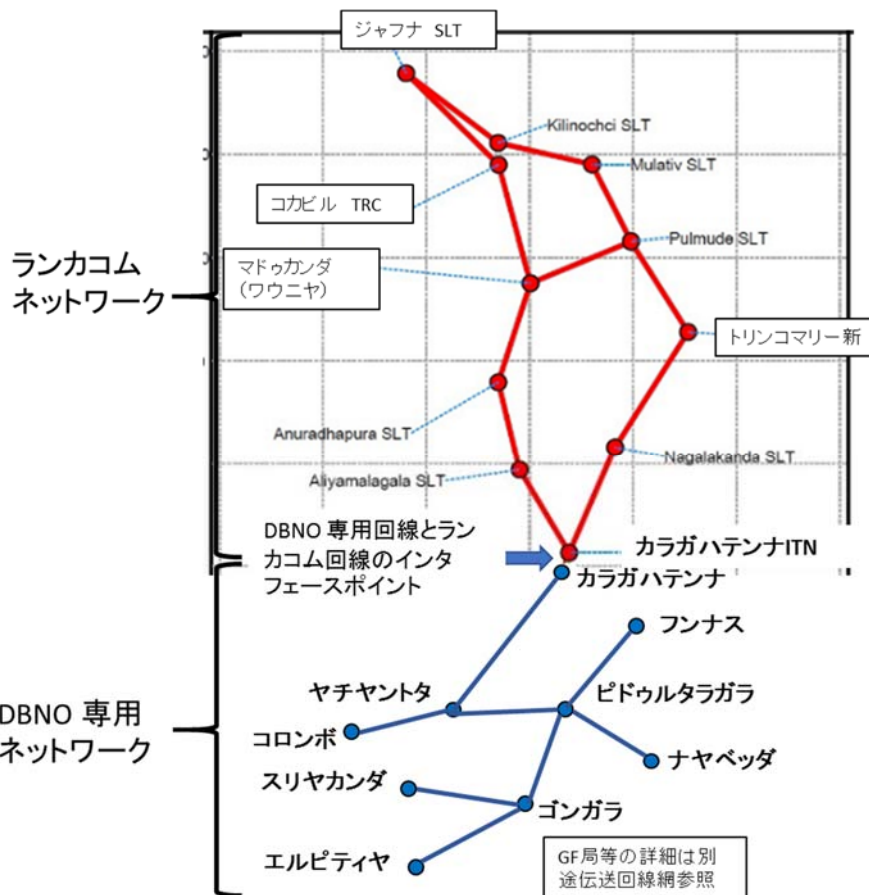 ジャフナ SLT
Kilinochci SLT
Mulativ SLT
コカビル TRC
Pulmude SLT
ランカコム
ネットワーク
マドゥカンダ
(ワウニヤ)
トリンコマリー新
Anuradhapura SLT
Nagalakanda SLT
Aliyamalagala SLT
DBNO 専用回線とラン
カコム回線のインタ
フェースポイント
カラガハテンナITN
カラガハテンナ
フンナス
ヤチヤントタ
ピドゥルタラガラ
DBNO 専用
ネットワーク
コロンボ
ナヤベッダ
スリヤカンダ
ゴンガラ
エルピティヤ
GF局等の詳細は別
途伝送回線網参照